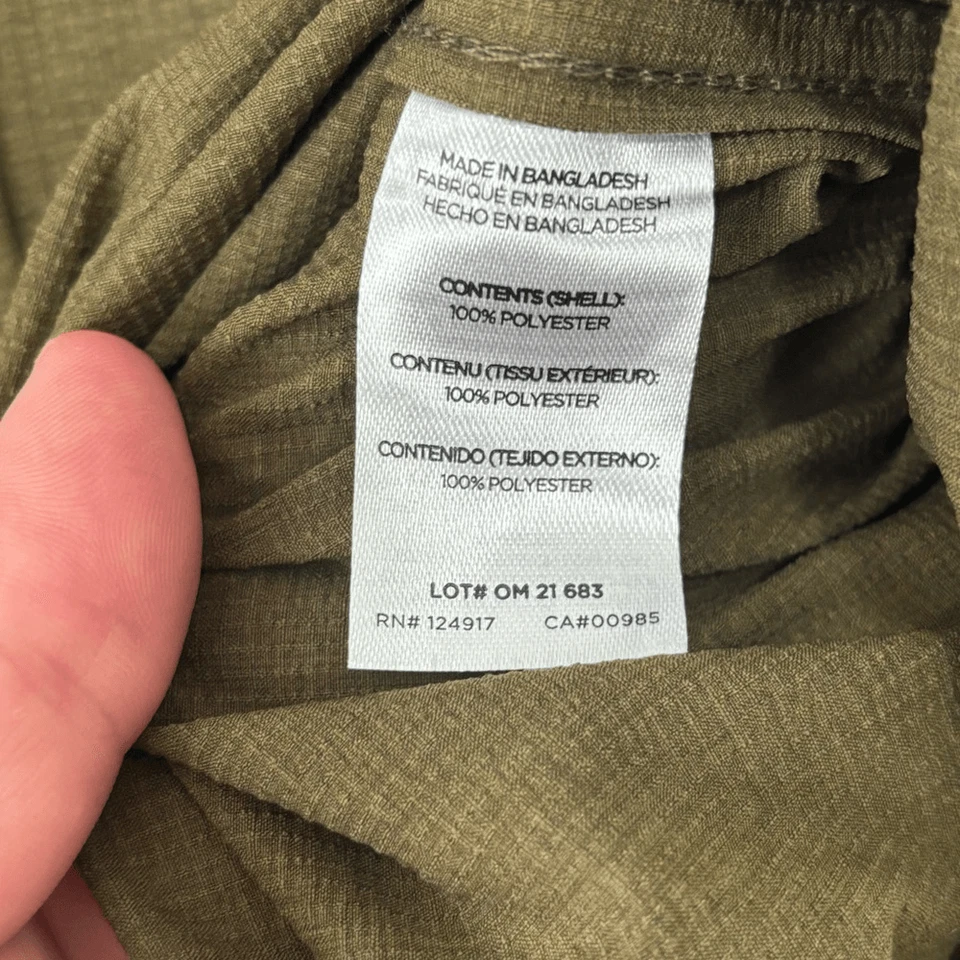 MADE IN BANGLADESH
FABRIQUÉ EN BANGLADESH
HECHO EN BANGLADESH
CONTENTS (SHELL):
100% POLYESTER
CONTENU (TISSU EXTÉRIEUR):
100% POLYESTER
CONTENIDO (TEJIDO EXTERNO):
100% POLYESTER
LOT# OM 21 683
RN# 124917 CA#00985